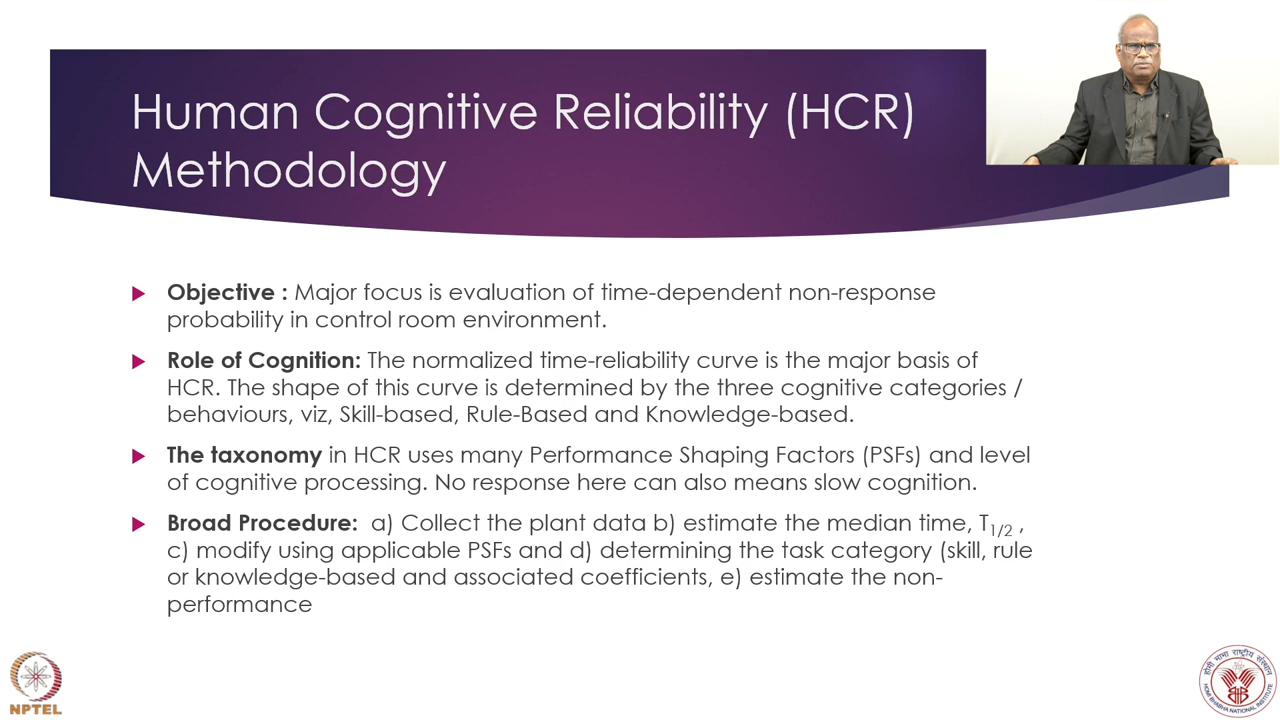 Human Cognitive Reliability (HCR)
Methodology
Objective : Major focus is evaluation of time-dependent non-response
probability in control room environment.
Role of Cognition: The normalized time-reliability curve is the major basis of
HCR. The shape of this curve is determined by the three cognitive categories /
behaviours, viz, Skill-based, Rule-Based and Knowledge-based.
The taxonomy in HCR uses many Performance Shaping Factors (PSFs) and level
of cognitive processing. No response here can also means slow cognition.
Broad Procedure: a) Collect the plant data b) estimate the median time, T1/2 ,
c) modify using applicable PSFs and d) determining the task category (skill, rule
or knowledge-based and associated coefficients, e) estimate the non-
performance
NPTEL
होमी भाभा राष्ट्रीय संस्थान
HOMI BHABHA NATIONAL INSTITUTE